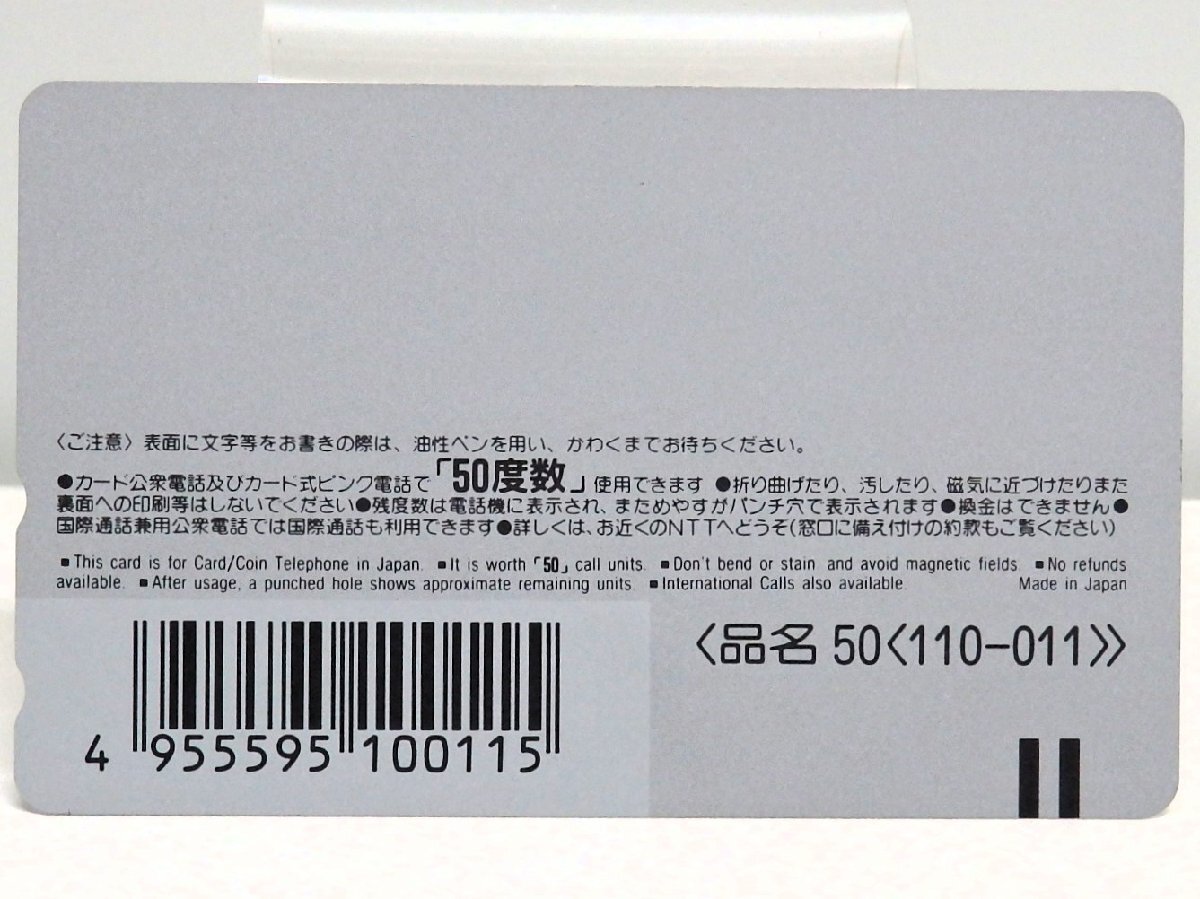 〈ご注意〉表面に文字等をお書きの際は、油性ペンを用い、かわくまでお待ちください。
●カード公衆電話及びカード式ピンク電話で「50度数」使用できます ●折り曲げたり、汚したり、磁気に近づけたりまた
裏面への印刷等はしないでください●残度数は電話機に表示され、まためやすがパンチ穴で表示されます●換金はできません●
国際通話兼用公衆電話では国際通話も利用できます●詳しくは、お近くのNTTへどうぞ(窓口に備え付けの約款もご覧ください)
▪This card is for Card/Coin Telephone in Japan. ▪It is worth「50」call units. ▪Don't bend or stain and avoid magnetic fields ▪No refunds
available. ▪After usage, a punched hole shows approximate remaining units. ▪International Calls also available. Made in Japan
〈品名 50〈110-011〉〉
4 955595 100115